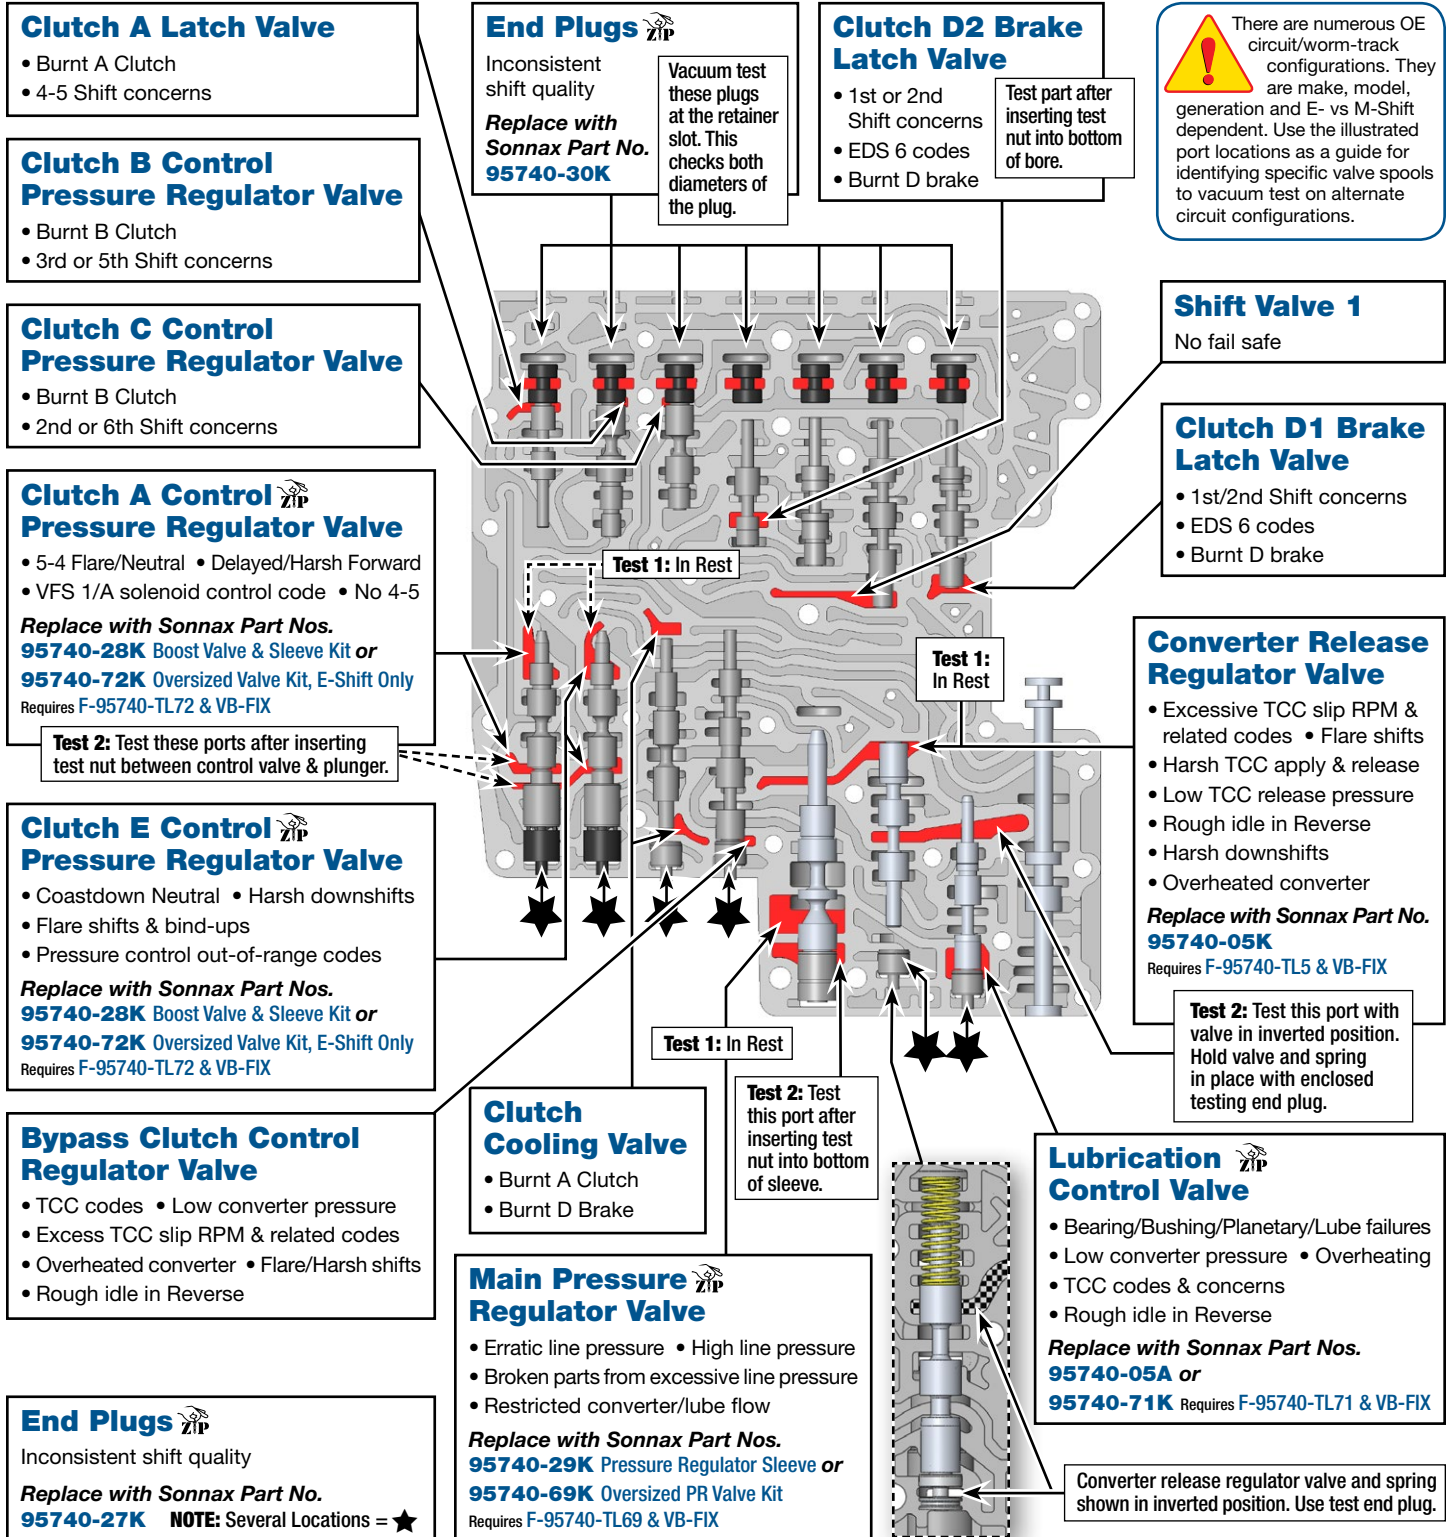 Clutch A Latch Valve
• Burnt A Clutch
• 4-5 Shift concerns
End Plugs ZIP
Inconsistent
shift quality
Replace with
Sonnax Part No.
95740-30K
Vacuum test
these plugs
at the retainer
slot. This
checks both
diameters of
the plug.
Clutch D2 Brake
Latch Valve
• 1st or 2nd
Shift concerns
• EDS 6 codes
• Burnt D brake
Test part after
inserting test
nut into bottom
of bore.
There are numerous OE
circuit/worm-track
configurations. They
are make, model,
generation and E- vs M-Shift
dependent. Use the illustrated
port locations as a guide for
identifying specific valve spools
to vacuum test on alternate
circuit configurations.
Clutch B Control
Pressure Regulator Valve
• Burnt B Clutch
• 3rd or 5th Shift concerns
Clutch C Control
Pressure Regulator Valve
• Burnt B Clutch
• 2nd or 6th Shift concerns
Shift Valve 1
No fail safe
Clutch D1 Brake
Latch Valve
• 1st/2nd Shift concerns
• EDS 6 codes
• Burnt D brake
Clutch A Control ZIP
Pressure Regulator Valve
• 5-4 Flare/Neutral • Delayed/Harsh Forward
• VFS 1/A solenoid control code • No 4-5
Replace with Sonnax Part Nos.
95740-28K Boost Valve & Sleeve Kit or
95740-72K Oversized Valve Kit, E-Shift Only
Requires F-95740-TL72 & VB-FIX
Test 2: Test these ports after inserting
test nut between control valve & plunger.
Test 1: In Rest
Test 1:
In Rest
Converter Release
Regulator Valve
• Excessive TCC slip RPM &
related codes • Flare shifts
• Harsh TCC apply & release
• Low TCC release pressure
• Rough idle in Reverse
• Harsh downshifts
• Overheated converter
Replace with Sonnax Part No.
95740-05K
Requires F-95740-TL5 & VB-FIX
Test 2: Test this port with
valve in inverted position.
Hold valve and spring
in place with enclosed
testing end plug.
Clutch E Control ZIP
Pressure Regulator Valve
• Coastdown Neutral • Harsh downshifts
• Flare shifts & bind-ups
• Pressure control out-of-range codes
Replace with Sonnax Part Nos.
95740-28K Boost Valve & Sleeve Kit or
95740-72K Oversized Valve Kit, E-Shift Only
Requires F-95740-TL72 & VB-FIX
Test 1: In Rest
Test 2: Test
this port after
inserting test
nut into bottom
of sleeve.
Bypass Clutch Control
Regulator Valve
• TCC codes • Low converter pressure
• Excess TCC slip RPM & related codes
• Overheated converter • Flare/Harsh shifts
• Rough idle in Reverse
Clutch
Cooling Valve
• Burnt A Clutch
• Burnt D Brake
Lubrication ZIP
Control Valve
• Bearing/Bushing/Planetary/Lube failures
• Low converter pressure • Overheating
• TCC codes & concerns
• Rough idle in Reverse
Replace with Sonnax Part Nos.
95740-05A or
95740-71K Requires F-95740-TL71 & VB-FIX
Main Pressure ZIP
Regulator Valve
• Erratic line pressure • High line pressure
• Broken parts from excessive line pressure
• Restricted converter/lube flow
Replace with Sonnax Part Nos.
95740-29K Pressure Regulator Sleeve or
95740-69K Oversized PR Valve Kit
Requires F-95740-TL69 & VB-FIX
End Plugs ZIP
Inconsistent shift quality
Replace with Sonnax Part No.
95740-27K NOTE: Several Locations = ★
Converter release regulator valve and spring
shown in inverted position. Use test end plug.